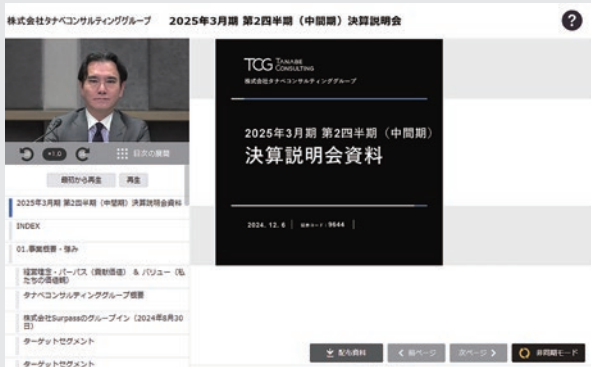 株式会社タナベコンサルティンググループ 2025年3月期 第2四半期（中間期）決算説明会
?
×1.0 目次の展開
最初から再生 再生
2025年3月期 第2四半期（中間期）決算説明会資料
INDEX
01.事業概要・強み
経営理念・パーパス（貢献価値） & バリュー（私
たちの価値観）
タナベコンサルティンググループ概要
株式会社Surpassのグループイン（2024年8月30
日）
ターゲットセグメント
ターゲットセグメント
TCG TANABE
CONSULTING
株式会社タナベコンサルティンググループ
2025年3月期 第2四半期（中間期）
決算説明会資料
2024.12.6 | 証券コード:9644 |
配布資料 前ページ 次ページ 非同期モード